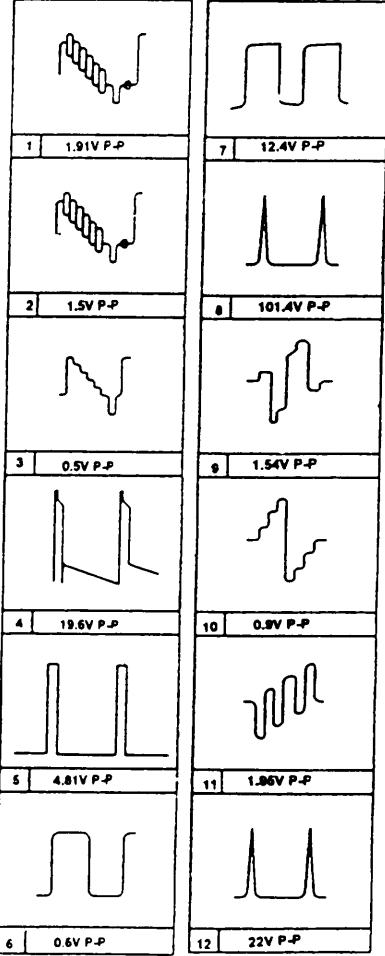 1 1.91V P-P
2 1.5V P-P
3 0.5V P-P
4 19.6V P-P
5 4.81V P-P
6 0.6V P-P
7 12.4V P-P
8 101.4V P-P
9 1.54V P-P
10 0.9V P-P
11 1.95V P-P
12 22V P-P